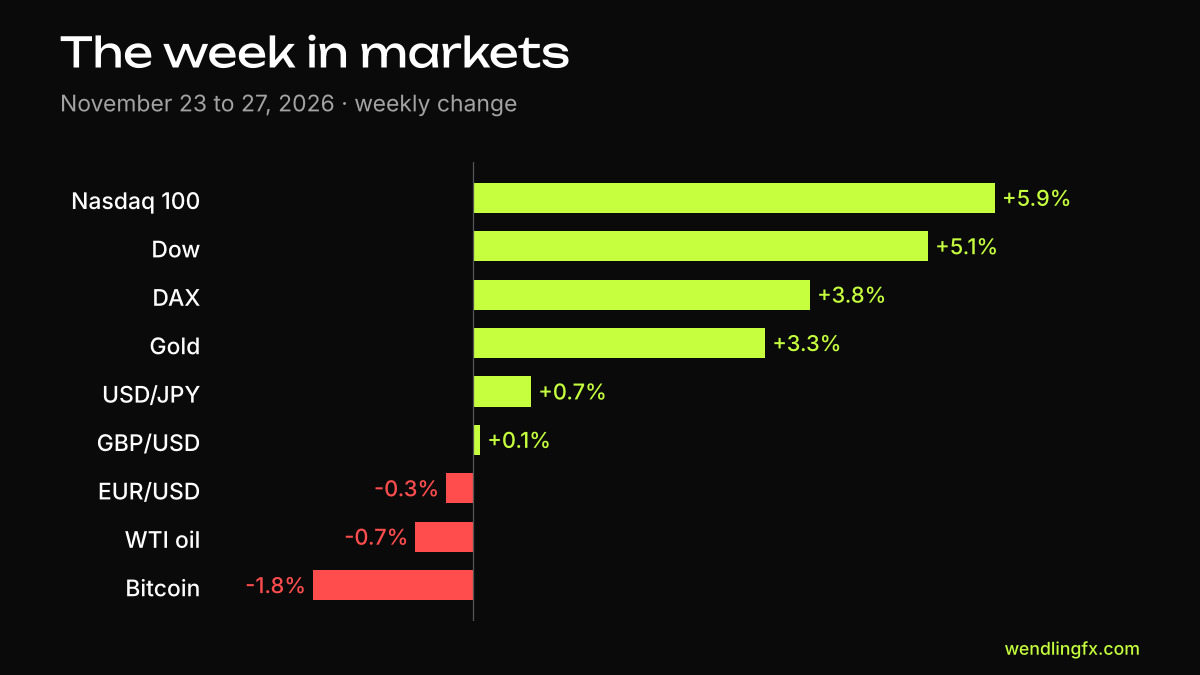 The week in markets
November 23 to 27, 2026 · weekly change
Nasdaq 100 +5.9%
Dow +5.1%
DAX +3.8%
Gold +3.3%
USD/JPY +0.7%
GBP/USD +0.1%
EUR/USD -0.3%
WTI oil -0.7%
Bitcoin -1.8%
wendlingfx.com